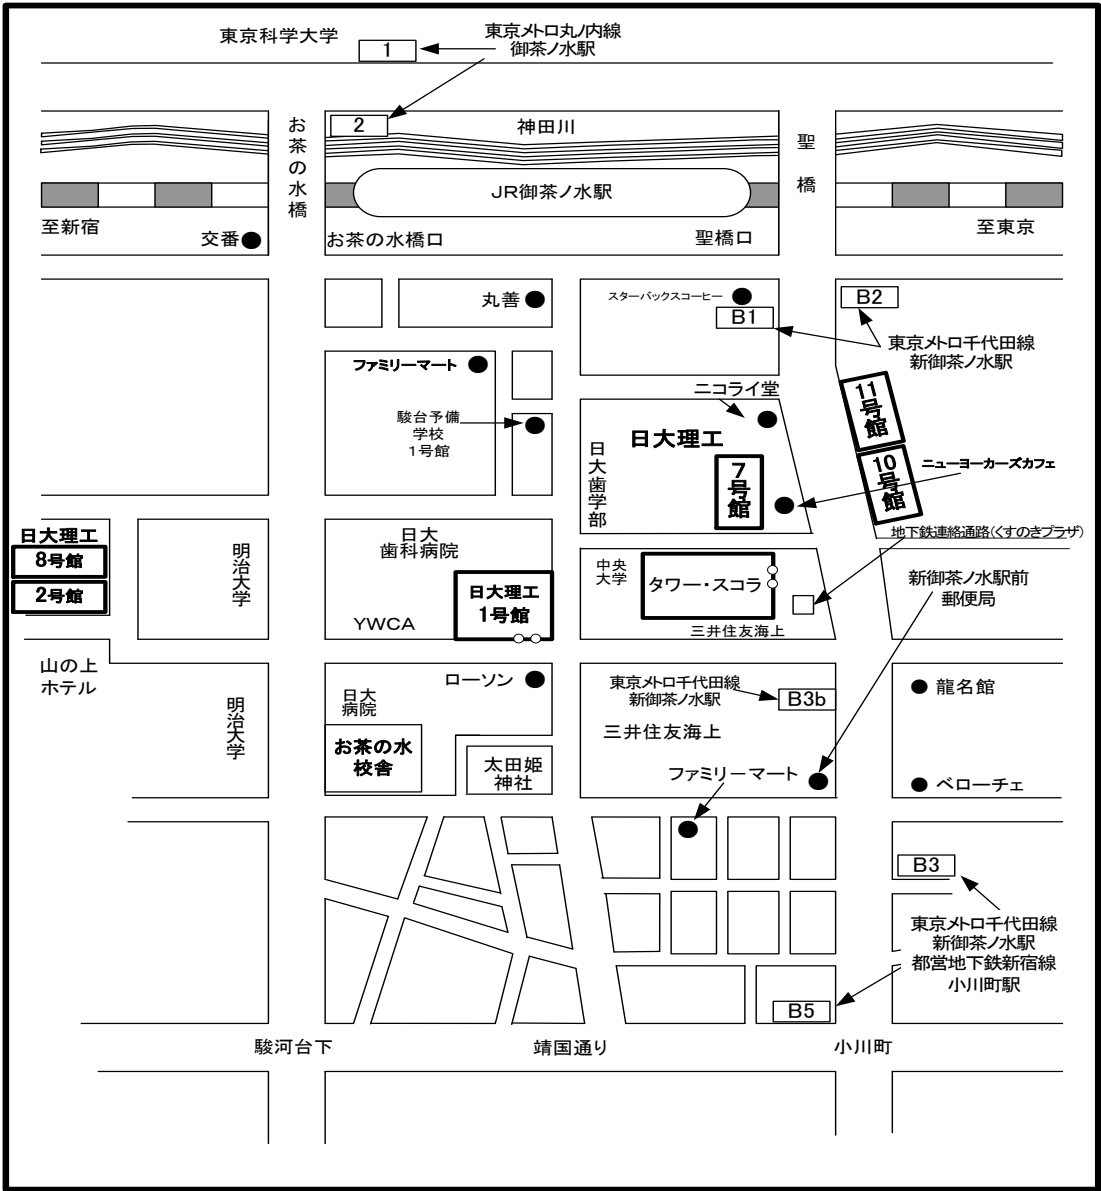 東京科学大学
1
東京メトロ丸ノ内線
御茶ノ水駅
お茶の水橋
2
神田川
聖橋
JR御茶ノ水駅
至新宿
交番
お茶の水橋口
聖橋口
至東京
丸善
スターバックスコーヒー
B1
B2
東京メトロ千代田線
新御茶ノ水駅
ファミリーマート
ニコライ堂
11号館
駿台予備
学校
1号館
日大理工
日大歯学部
7号館
10号館
ニューヨーカーズカフェ
地下鉄連絡通路(くすのきプラザ)
日大理工
8号館
2号館
明治大学
日大
歯科病院
日大理工
1号館
YWCA
中央
大学
タワー・スコラ
三井住友海上
新御茶ノ水駅前
郵便局
山の上
ホテル
明治大学
日大
病院
ローソン
お茶の水
校舎
太田姫
神社
東京メトロ千代田線
新御茶ノ水駅
B3b
三井住友海上
ファミリーマート
龍名館
ベローチェ
B3
東京メトロ千代田線
新御茶ノ水駅
都営地下鉄新宿線
小川町駅
B5
駿河台下
靖国通り
小川町